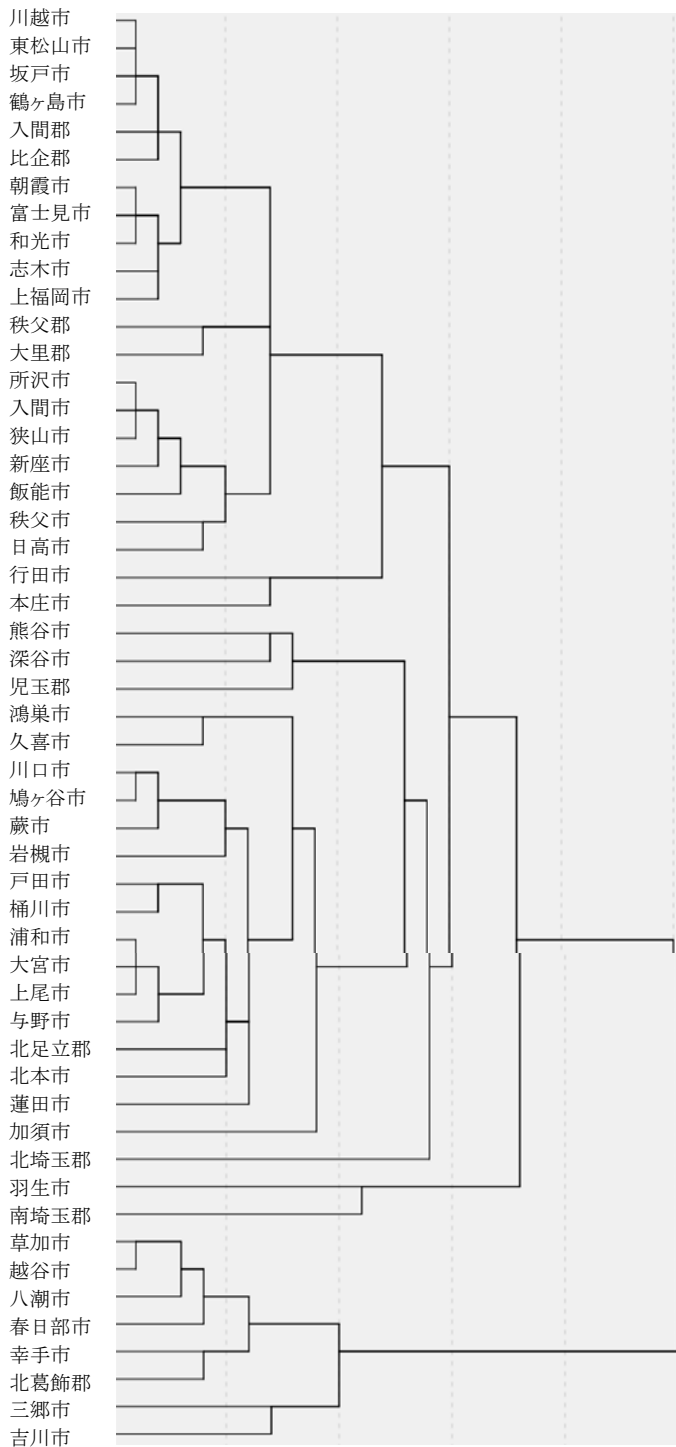 川越市
東松山市
坂戸市
鶴ヶ島市
入間郡
比企郡
朝霞市
富士見市
和光市
志木市
上福岡市
秩父郡
大里郡
所沢市
入間市
狭山市
新座市
飯能市
秩父市
日高市
行田市
本庄市
熊谷市
深谷市
児玉郡
鴻巣市
久喜市
川口市
鳩ヶ谷市
蕨市
岩槻市
戸田市
桶川市
浦和市
大宮市
上尾市
与野市
北足立郡
北本市
蓮田市
加須市
北埼玉郡
羽生市
南埼玉郡
草加市
越谷市
八潮市
春日部市
幸手市
北葛飾郡
三郷市
吉川市